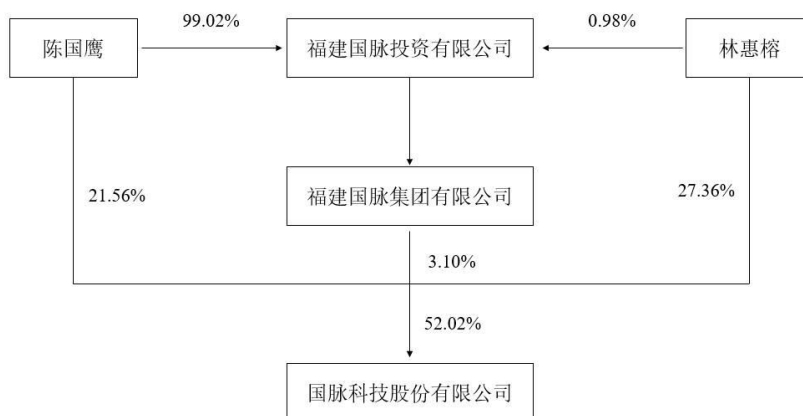 99.02%
0.98%
陈国鹰
福建国脉投资有限公司
林惠榕
福建国脉集团有限公司
21.56%
27.36%
3.10%
52.02%
国脉科技股份有限公司